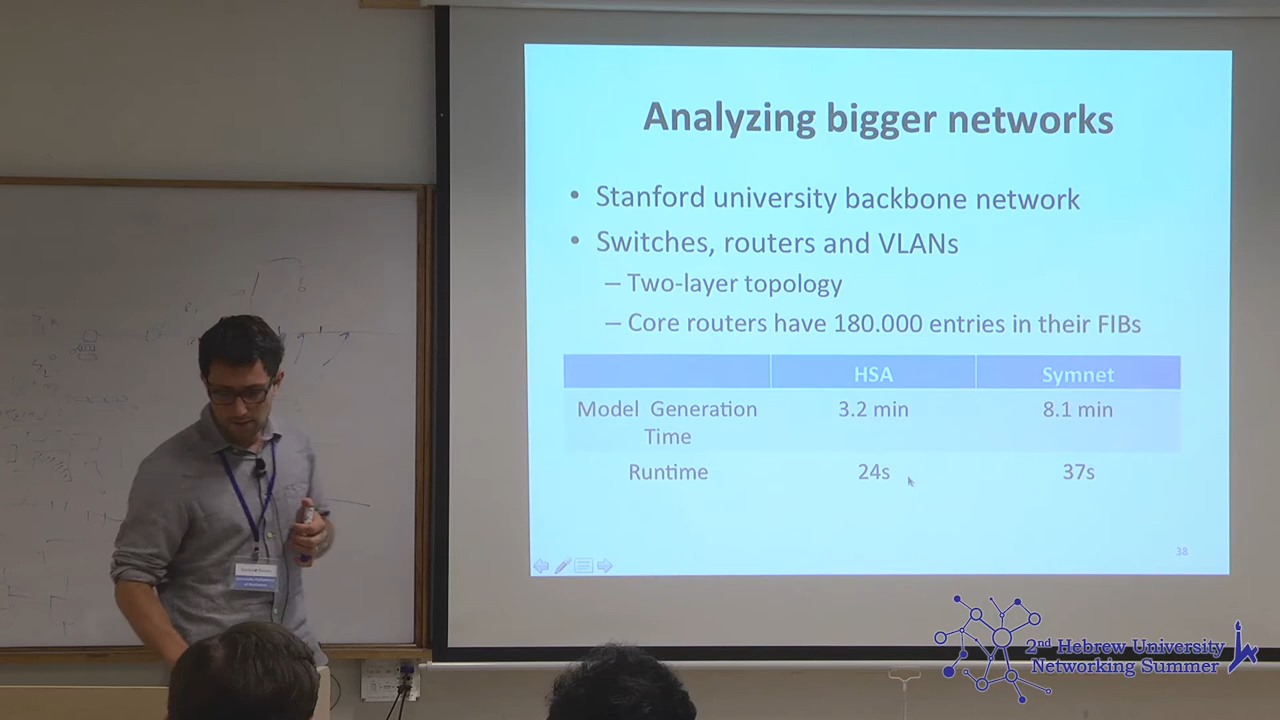 Analyzing bigger networks
• Stanford university backbone network
• Switches, routers and VLANs
– Two-layer topology
– Core routers have 180.000 entries in their FIBs
HSA Symnet
Model Generation Time 3.2 min 8.1 min
Runtime 24s 37s
38
2nd Hebrew University
Networking Summer